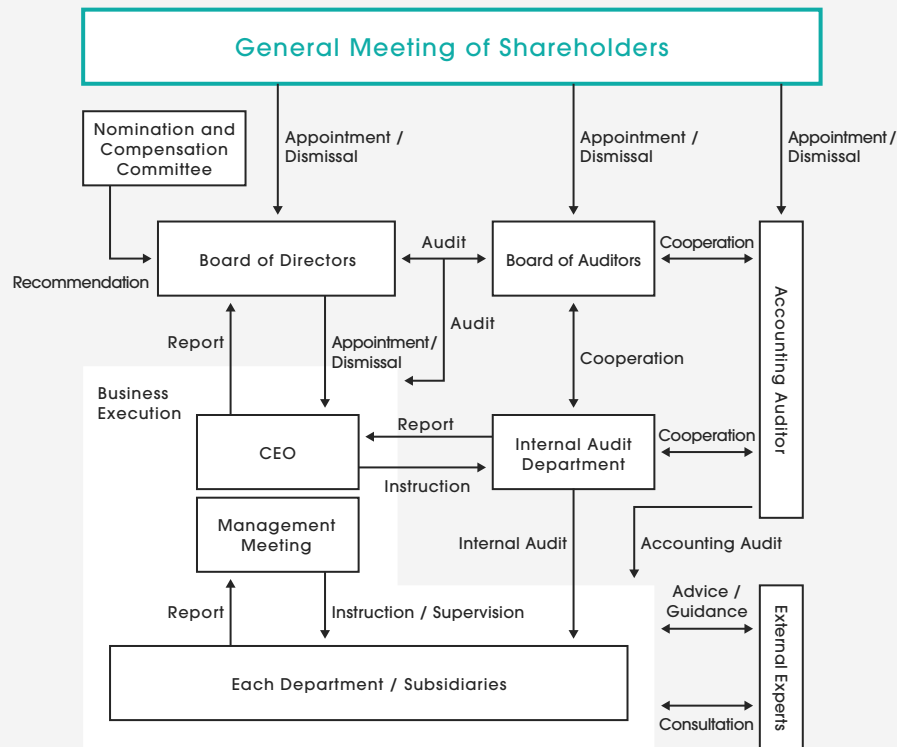 General Meeting of Shareholders
Nomination and
Compensation
Committee
Appointment /
Dismissal
Appointment /
Dismissal
Appointment/
Dismissal
Recommendation
Board of Directors
Audit
Board of Auditors
Cooperation
Accounting Auditor
Report
Appointment/
Dismissal
Audit
Cooperation
Business
Execution
CEO
Report
Instruction
Internal Audit
Department
Cooperation
Management
Meeting
Internal Audit
Accounting Audit
Report
Instruction / Supervision
Advice /
Guidance
External Experts
Each Department / Subsidiaries
Consultation